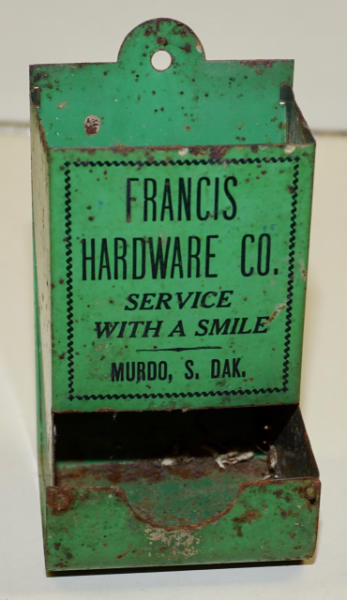 FRANCIS
HARDWARE CO.
SERVICE
WITH A SMILE
MURDO, S. DAK.